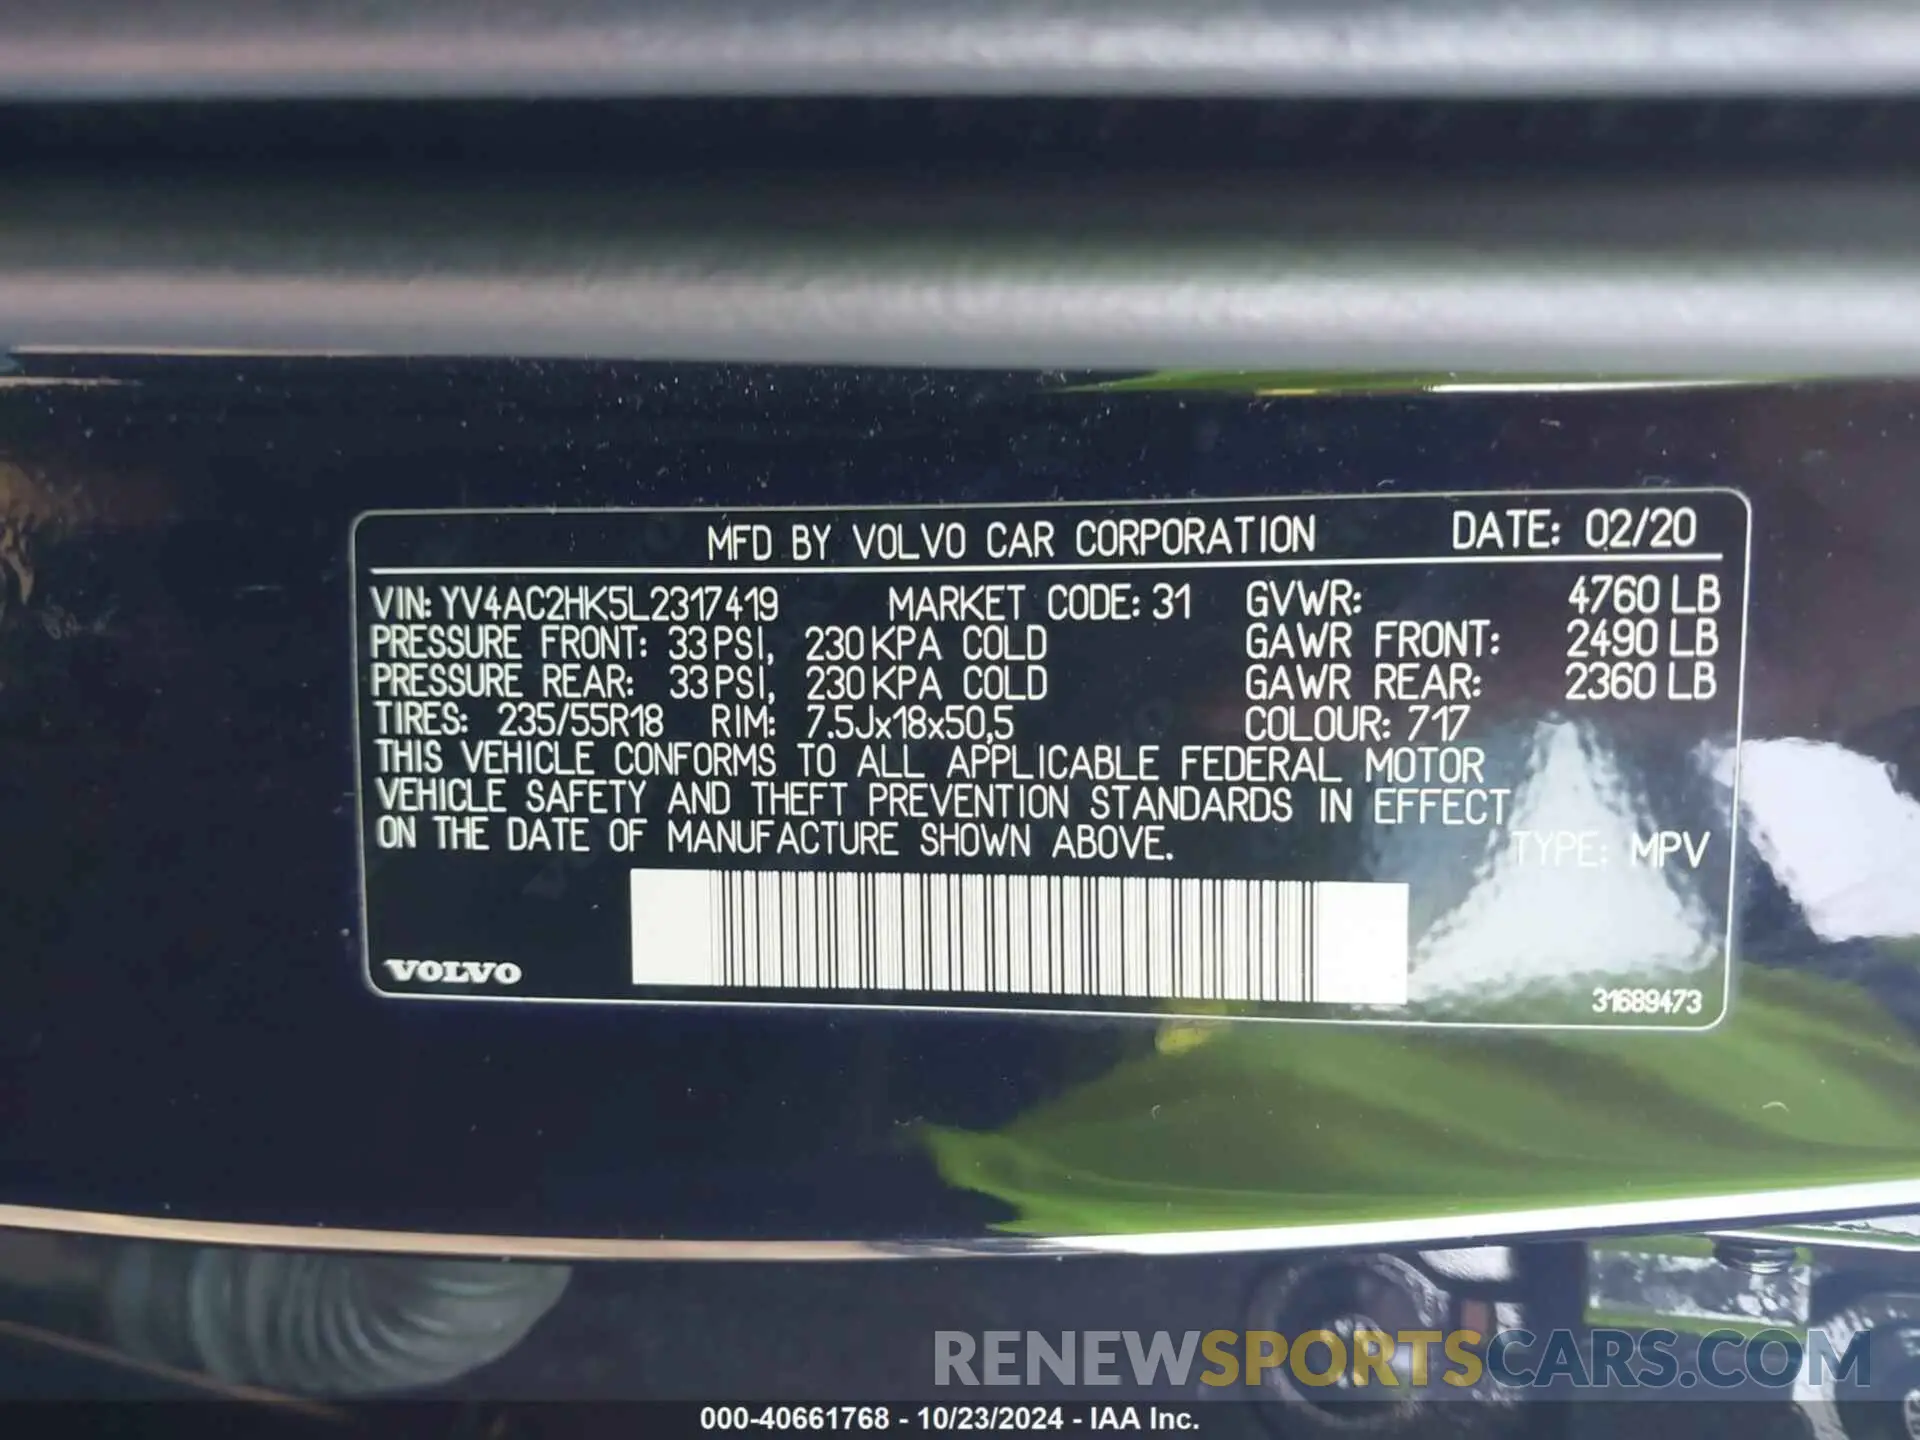 MFD BY VOLVO CAR CORPORATION DATE: 02/20
VIN: YV4AC2HK5L2317419 MARKET CODE: 31 GVWR: 4760 LB
PRESSURE FRONT: 33 PSI, 230 KPA COLD GAWR FRONT: 2490 LB
PRESSURE REAR: 33 PSI, 230 KPA COLD GAWR REAR: 2360 LB
TIRES: 235/55R18 RIM: 7.5Jx18x50,5 COLOUR: 717
THIS VEHICLE CONFORMS TO ALL APPLICABLE FEDERAL MOTOR
VEHICLE SAFETY AND THEFT PREVENTION STANDARDS IN EFFECT
ON THE DATE OF MANUFACTURE SHOWN ABOVE. TYPE: MPV
VOLVO
31689473
RENEWSPORTSCARS.COM
000-40661768 - 10/23/2024 - IAA Inc.